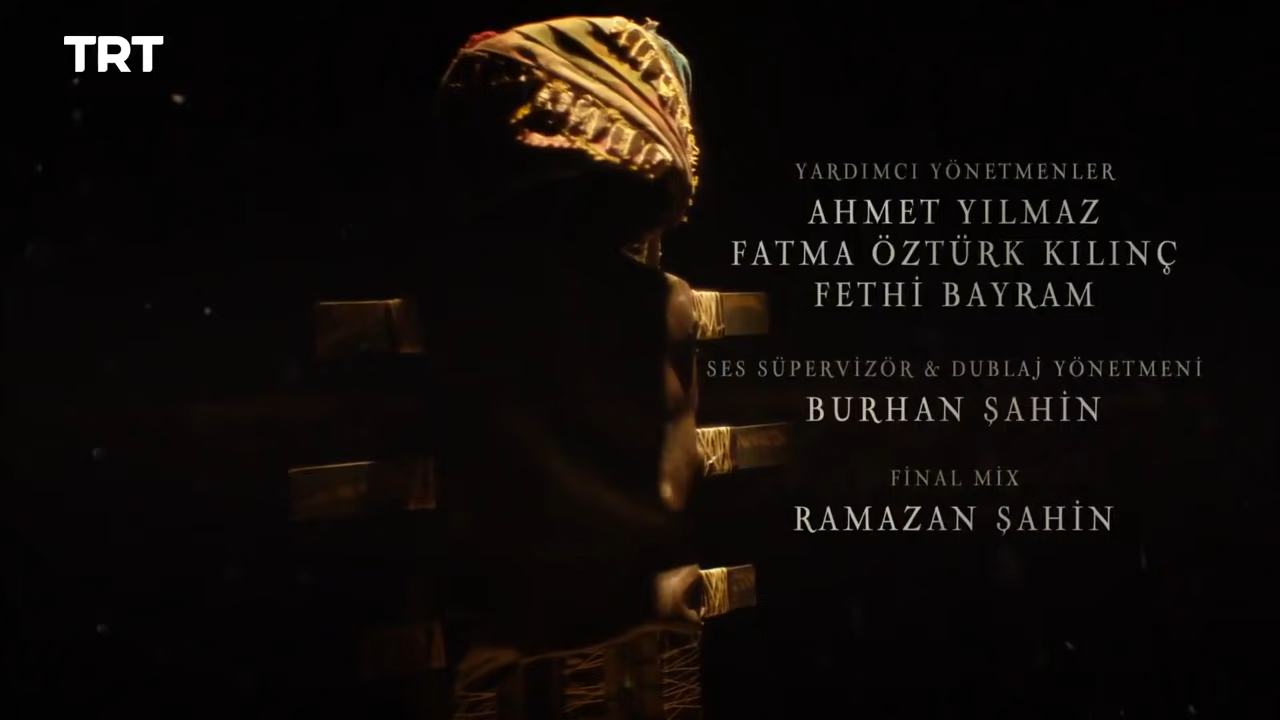 TRT
YARDIMCI YÖNETMENLER
AHMET YILMAZ
FATMA ÖZTÜRK KILINÇ
FETHİ BAYRAM
SES SÜPERVİZÖR & DUBLAJ YÖNETMENİ
BURHAN ŞAHİN
FİNAL MİX
RAMAZAN ŞAHİN